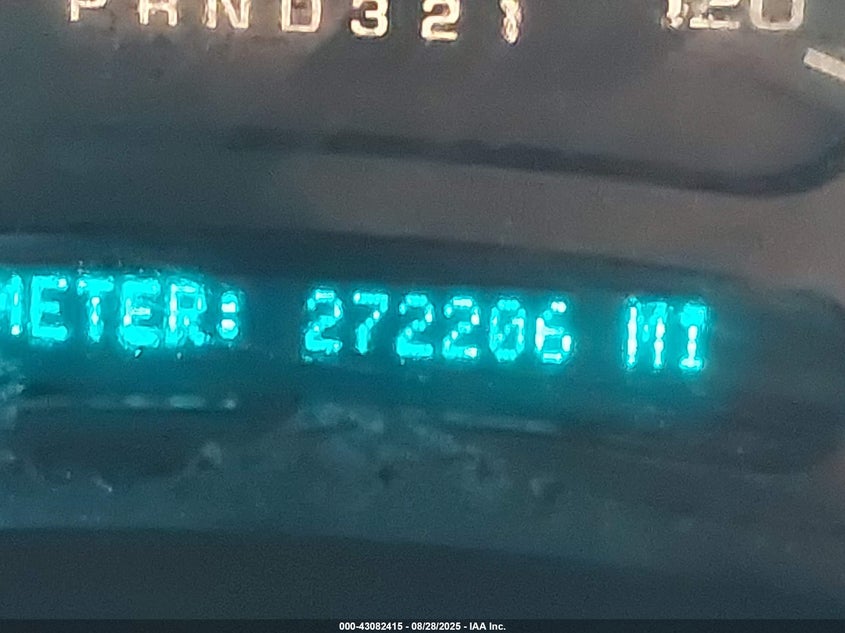 PRND321 120
METER: 272206 MI
000-43082415 - 08/28/2025 - IAA Inc.